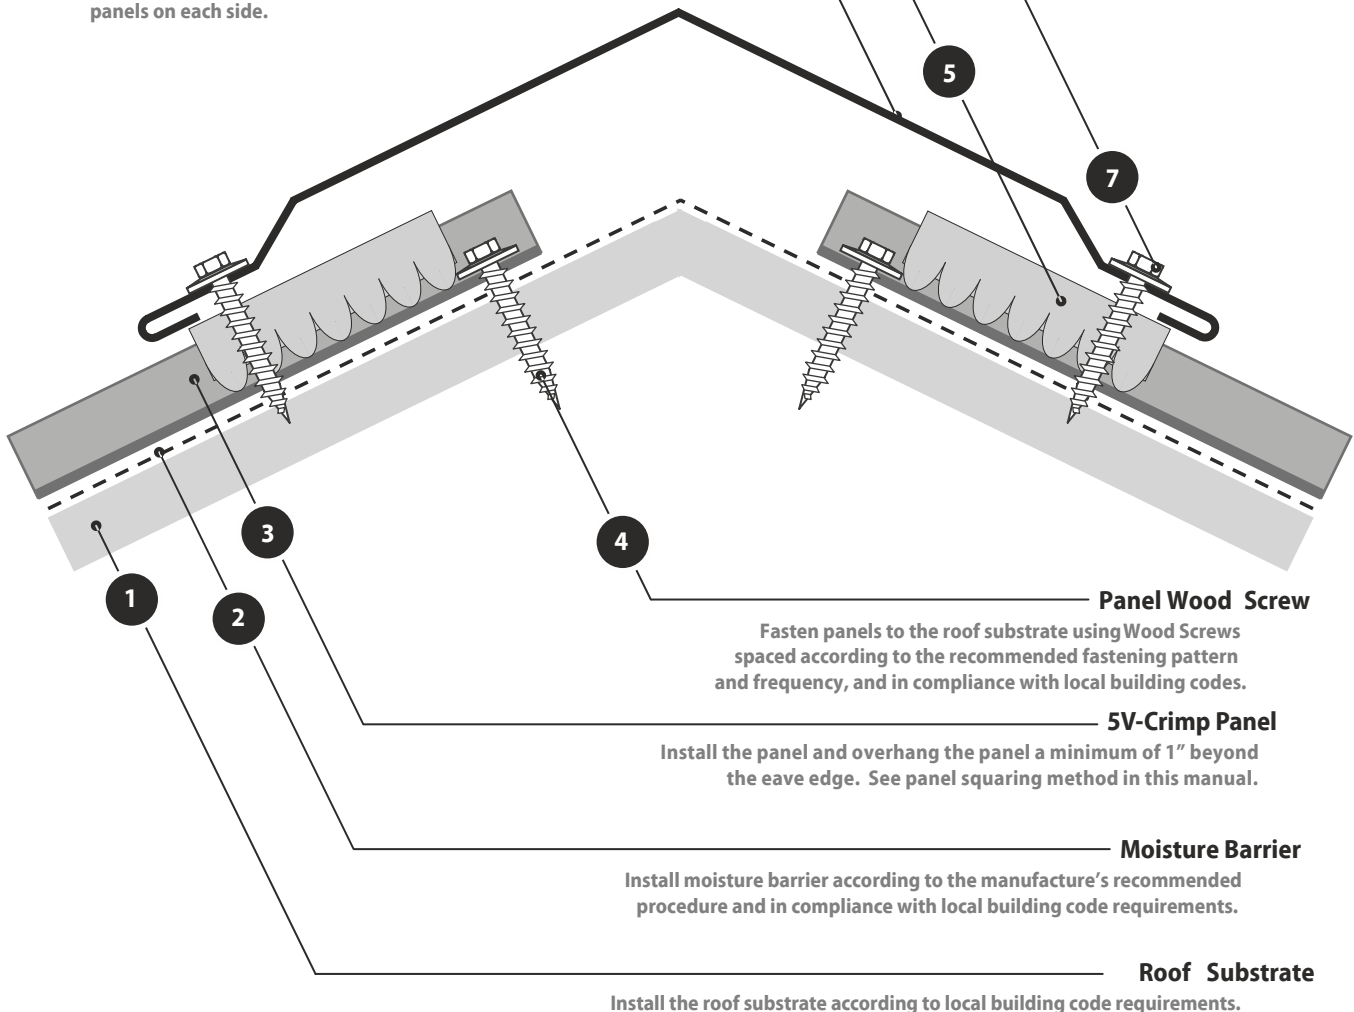 panels on each side.
5
7
3
4
1
2
Panel Wood Screw
Fasten panels to the roof substrate using Wood Screws
spaced according to the recommended fastening pattern
and frequency, and in compliance with local building codes.
5V-Crimp Panel
Install the panel and overhang the panel a minimum of 1” beyond
the eave edge. See panel squaring method in this manual.
Moisture Barrier
Install moisture barrier according to the manufacture’s recommended
procedure and in compliance with local building code requirements.
Roof Substrate
Install the roof substrate according to local building code requirements.